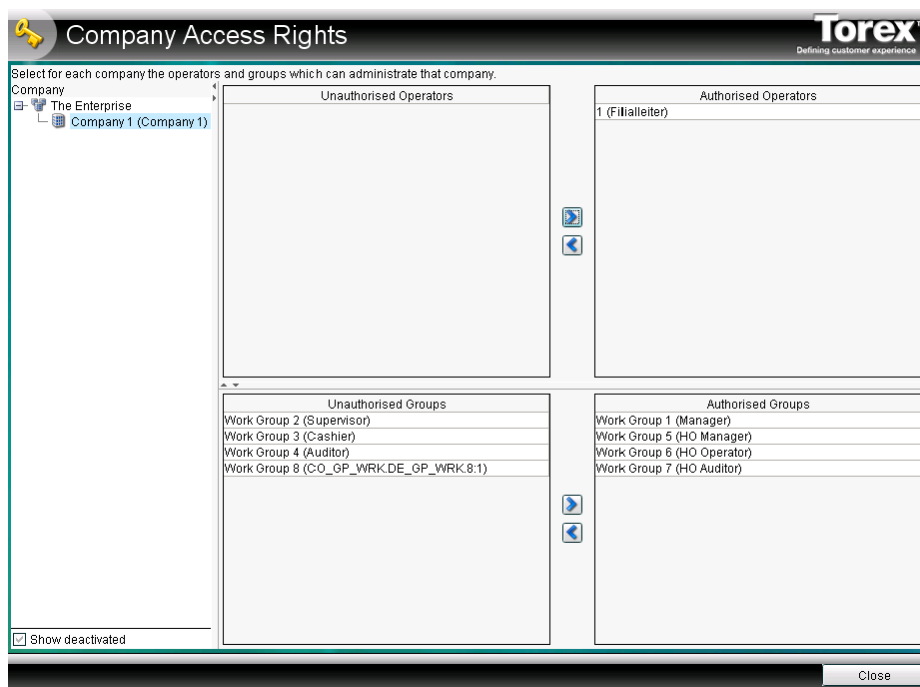 Company Access Rights
Torex
Defining customer experience
Select for each company the operators and groups which can administrate that company.
Company
The Enterprise
Company 1 (Company 1)
Unauthorised Operators
Authorised Operators
1 (Filialleiter)
Unauthorised Groups
Work Group 2 (Supervisor)
Work Group 3 (Cashier)
Work Group 4 (Auditor)
Work Group 8 (CO_GP_WRK.DE_GP_WRK.8:1)
Authorised Groups
Work Group 1 (Manager)
Work Group 5 (HO Manager)
Work Group 6 (HO Operator)
Work Group 7 (HO Auditor)
Show deactivated
Close